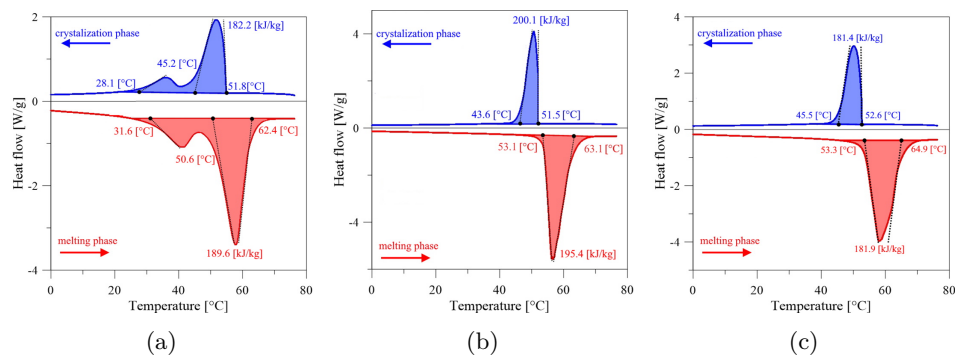 2
crystalization phase
182.2 [kJ/kg]
45.2 [°C]
28.1 [°C]
51.8 [°C]
0
31.6 [°C]
62.4 [°C]
50.6 [°C]
Heat flow [W/g]
-2
melting phase
189.6 [kJ/kg]
-4
0 20 40 60 80
Temperature [°C]
(a)
200.1 [kJ/kg]
crystalization phase
4
43.6 [°C]
51.5 [°C]
0
53.1 [°C]
63.1 [°C]
Heat flow [W/g]
-4
melting phase
195.4 [kJ/kg]
0 20 40 60 80
Temperature [°C]
(b)
4
181.4 [kJ/kg]
crystalization phase
2
45.5 [°C]
52.6 [°C]
0
53.3 [°C]
64.9 [°C]
Heat flow [W/g]
-2
-4
melting phase
181.9 [kJ/kg]
0 20 40 60 80
Temperature [°C]
(c)